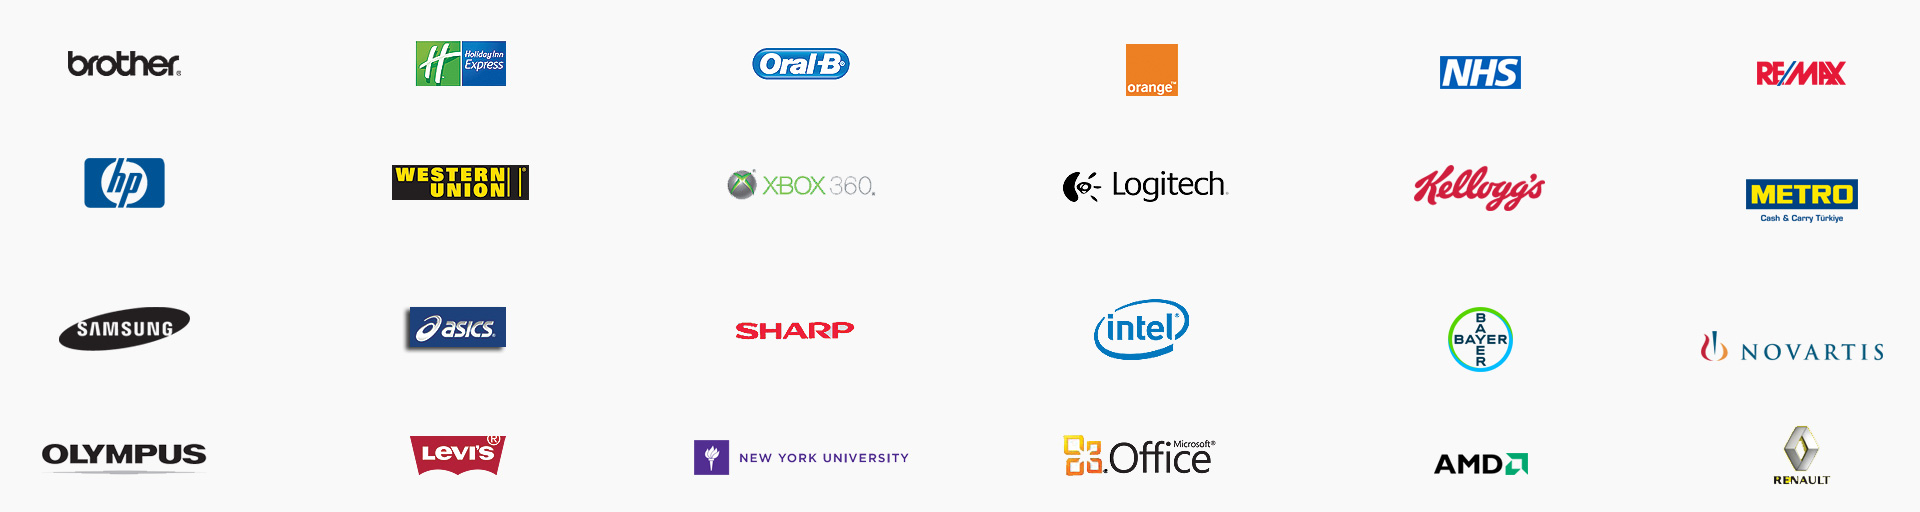 brother®
Holiday Inn
Express
Oral-B®
orange™
NHS
RE/MAX
hp
WESTERN
UNION
XBOX 360.
Logitech
Kellogg's
METRO
Cash & Carry Türkiye
SAMSUNG
asics.
SHARP
intel®
BAYER
BAYER
NOVARTIS
OLYMPUS
LEVI'S®
NEW YORK UNIVERSITY
Microsoft®
Office
AMD
RENAULT